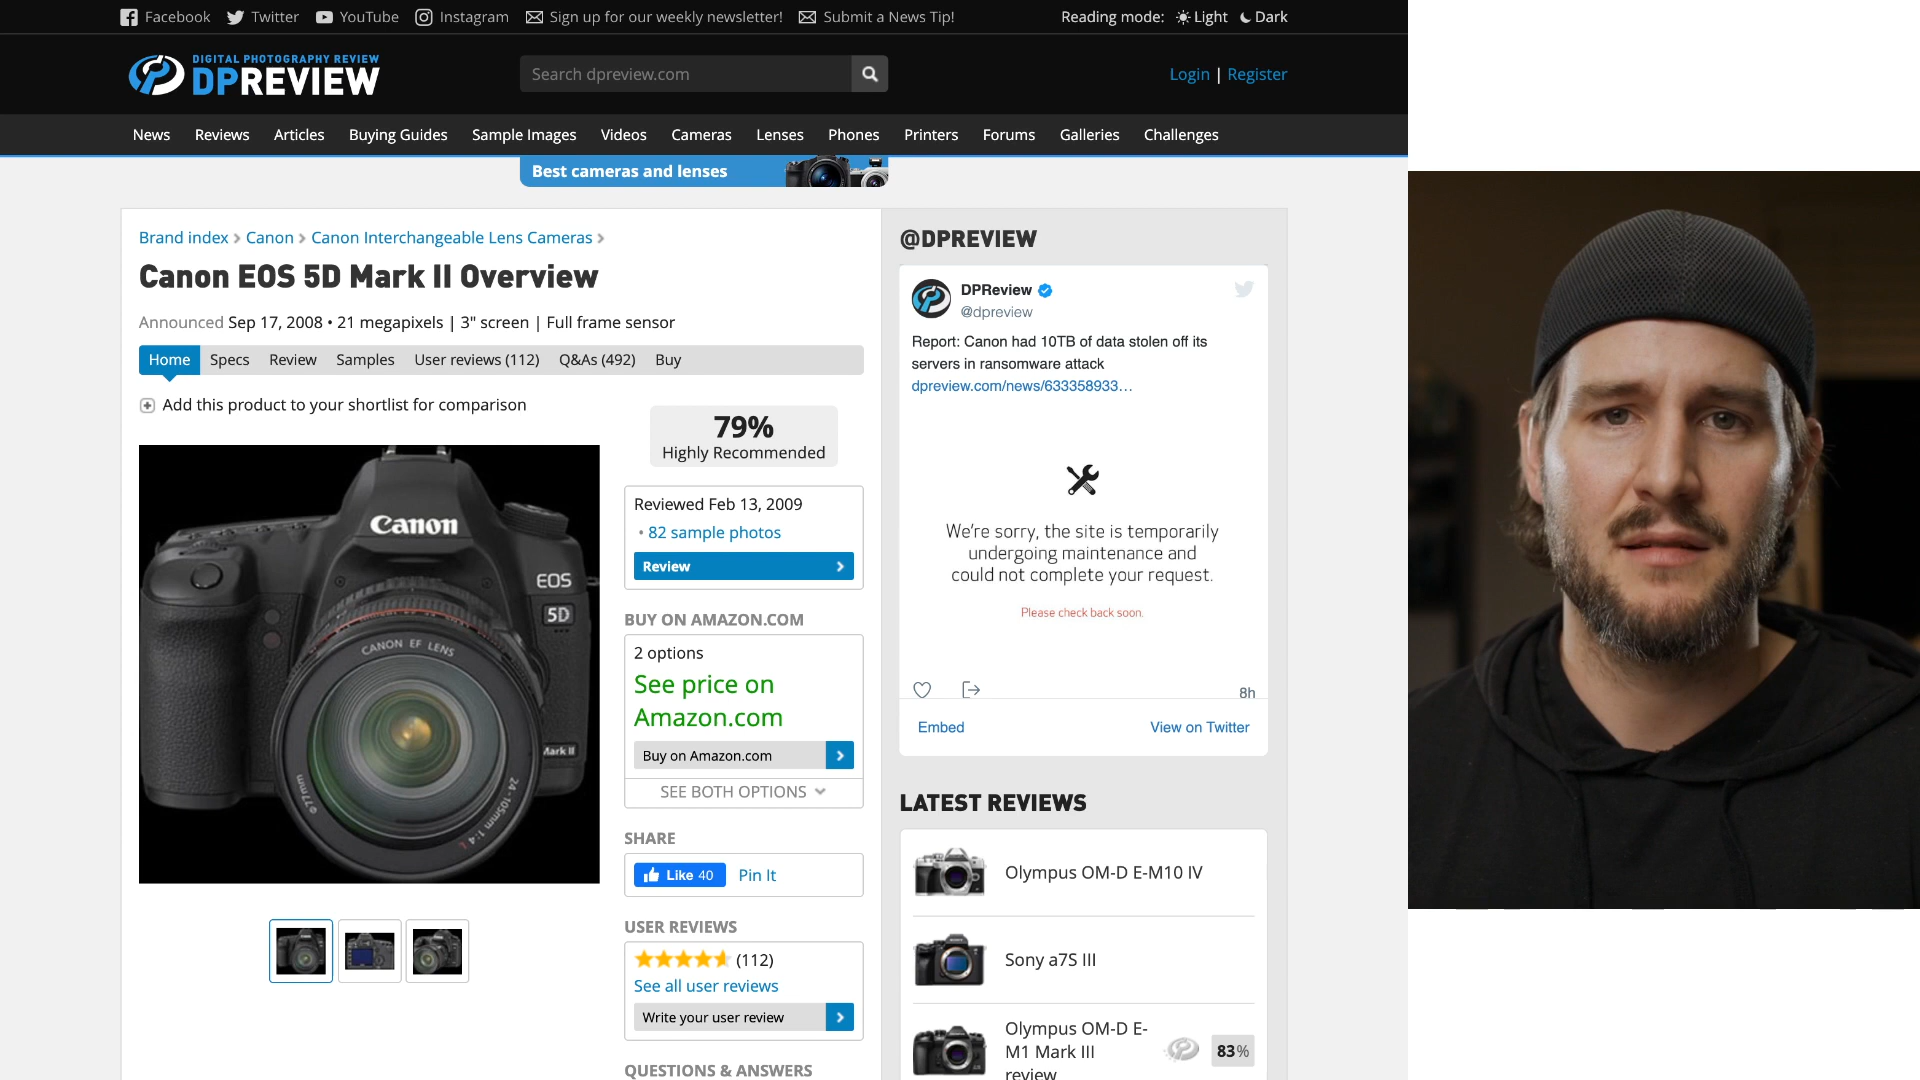 Facebook Twitter YouTube Instagram Sign up for our weekly newsletter! Submit a News Tip! Reading mode: Light Dark
DIGITAL PHOTOGRAPHY REVIEW
DPREVIEW
Search dpreview.com
Login | Register
News Reviews Articles Buying Guides Sample Images Videos Cameras Lenses Phones Printers Forums Galleries Challenges
Best cameras and lenses
Brand index Canon Canon Interchangeable Lens Cameras
Canon EOS 5D Mark II Overview
Announced Sep 17, 2008 • 21 megapixels | 3" screen | Full frame sensor
Home Specs Review Samples User reviews (112) Q&As (492) Buy
Add this product to your shortlist for comparison
Canon
EOS
5D
CANON EF LENS
Mark II
ø77mm
24-105mm 1:4 L
79%
Highly Recommended
Reviewed Feb 13, 2009
• 82 sample photos
Review
BUY ON AMAZON.COM
2 options
See price on
Amazon.com
Buy on Amazon.com
SEE BOTH OPTIONS
SHARE
Like 40 Pin It
USER REVIEWS
(112)
See all user reviews
Write your user review
QUESTIONS & ANSWERS
@DPREVIEW
DPReview
@dpreview
Report: Canon had 10TB of data stolen off its
servers in ransomware attack
dpreview.com/news/633358933…
We're sorry, the site is temporarily
undergoing maintenance and
could not complete your request.
Please check back soon.
8h
Embed View on Twitter
LATEST REVIEWS
Olympus OM-D E-M10 IV
Sony a7S III
Olympus OM-D E-
M1 Mark III
review
83%